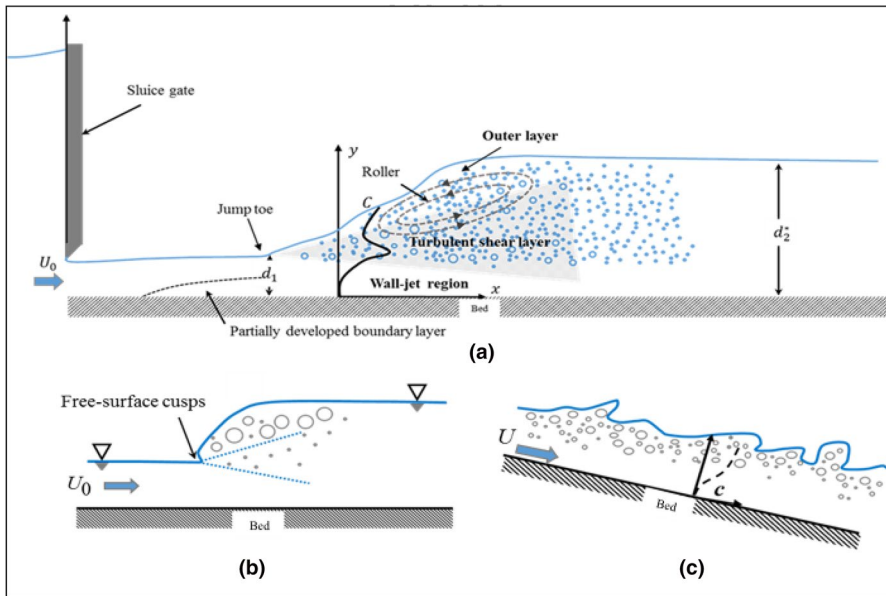 Sluice gate
Outer layer
y
Roller
C
Jump toe
Turbulent shear layer
d₂*
U₀
d₁
Wall-jet region
x
Bed
Partially developed boundary layer
(a)
Free-surface cusps
U₀
Bed
(b)
U
Bed
c
(c)